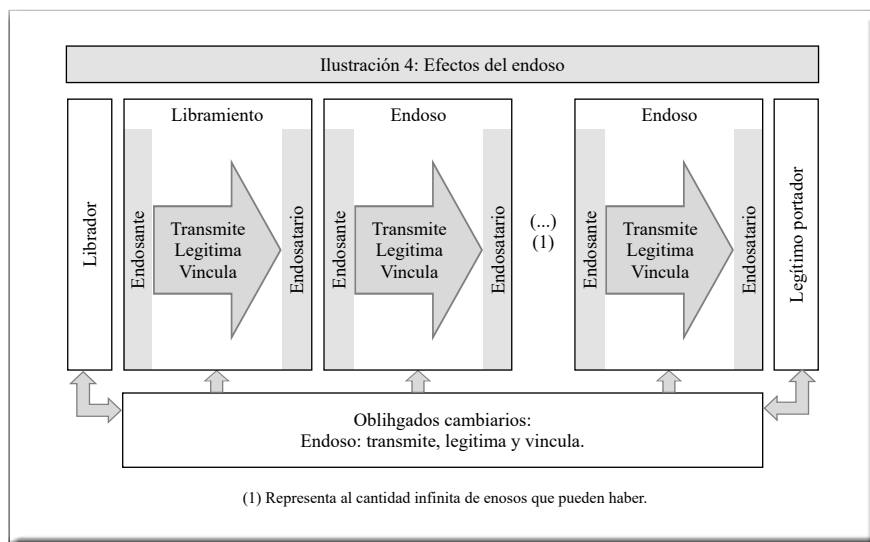 Ilustración 4: Efectos del endoso
Librador
Libramiento
Endosante
Transmite
Legitima
Vincula
Endosatario
Endoso
Endosante
Transmite
Legitima
Vincula
Endosatario
(...)
(1)
Endoso
Endosante
Transmite
Legitima
Vincula
Endosatario
Legítimo portador
Oblihgados cambiarios:
Endoso: transmite, legitima y vincula.
(1) Representa al cantidad infinita de enosos que pueden haber.